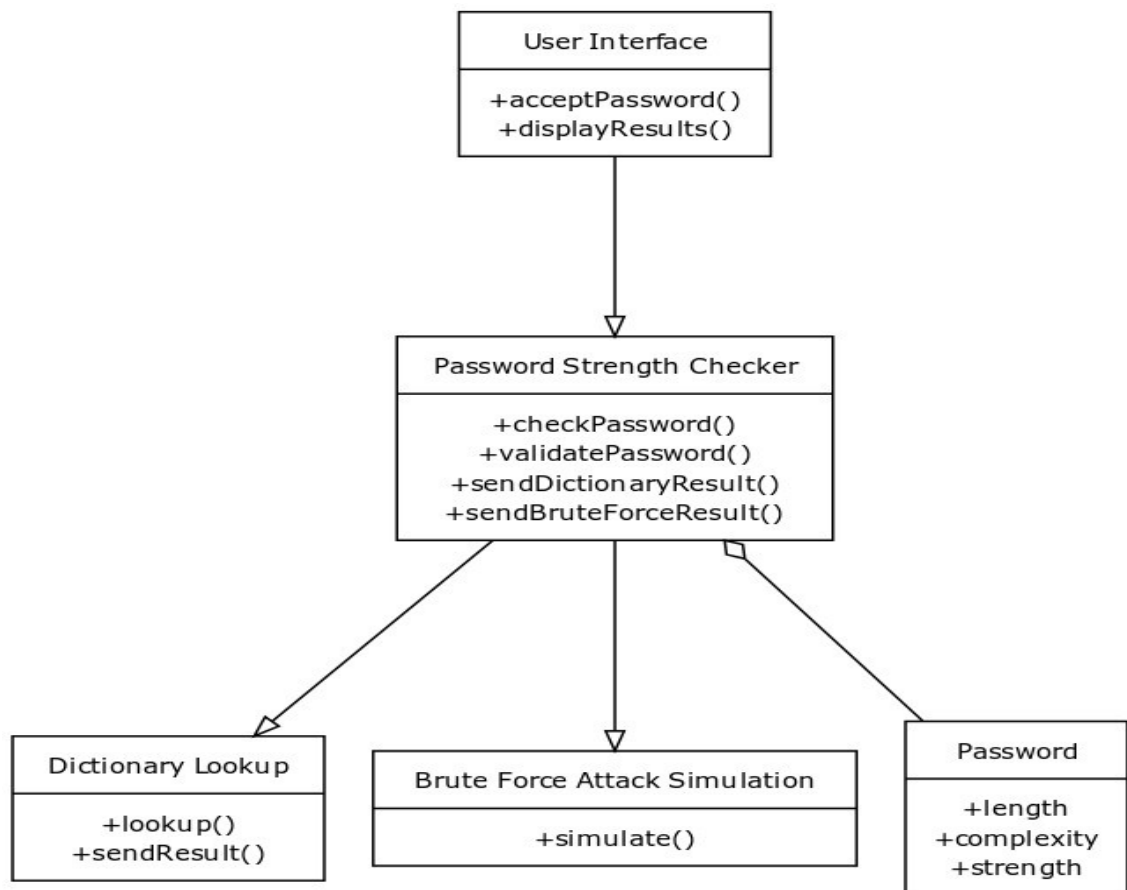 User Interface
+acceptPassword()
+displayResults()
Password Strength Checker
+checkPassword()
+validatePassword()
+sendDictionaryResult()
+sendBruteForceResult()
Dictionary Lookup
+lookup()
+sendResult()
Brute Force Attack Simulation
+simulate()
Password
+length
+complexity
+strength